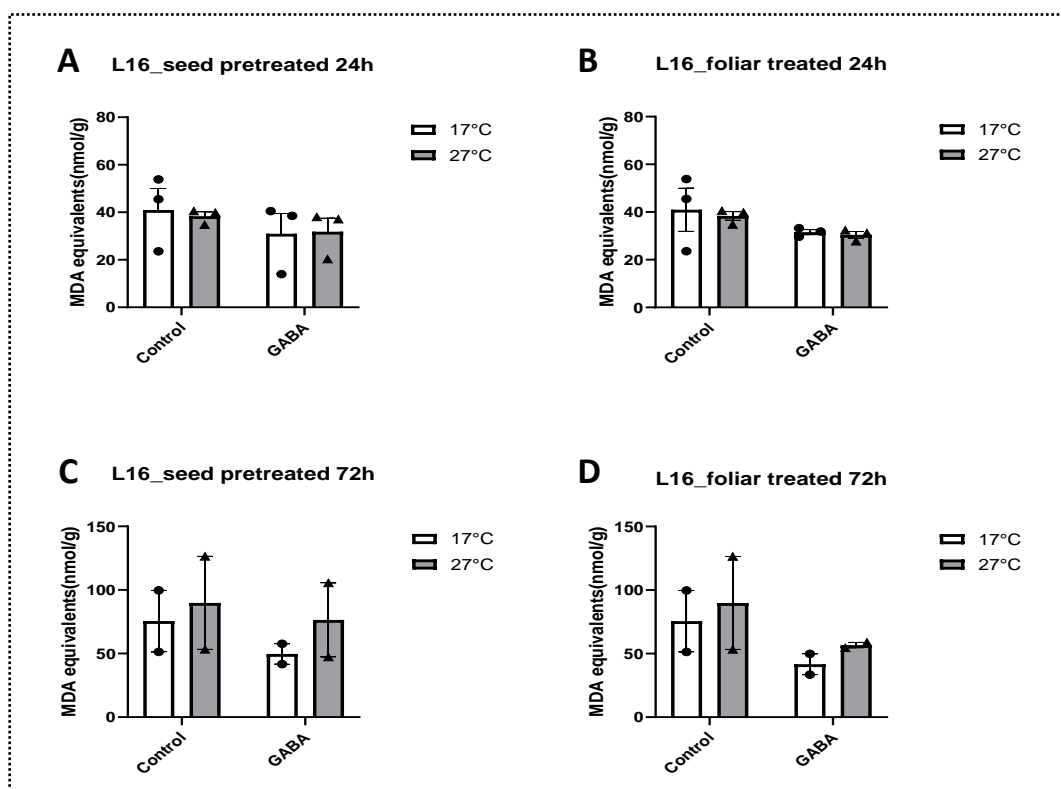 A L16_seed pretreated 24h
MDA equivalents(nmol/g)
80
60
40
20
0
Control
GABA
17°C
27°C
B L16_foliar treated 24h
MDA equivalents(nmol/g)
80
60
40
20
0
Control
GABA
17°C
27°C
C L16_seed pretreated 72h
MDA equivalents(nmol/g)
150
100
50
0
Control
GABA
17°C
27°C
D L16_foliar treated 72h
MDA equivalents(nmol/g)
150
100
50
0
Control
GABA
17°C
27°C